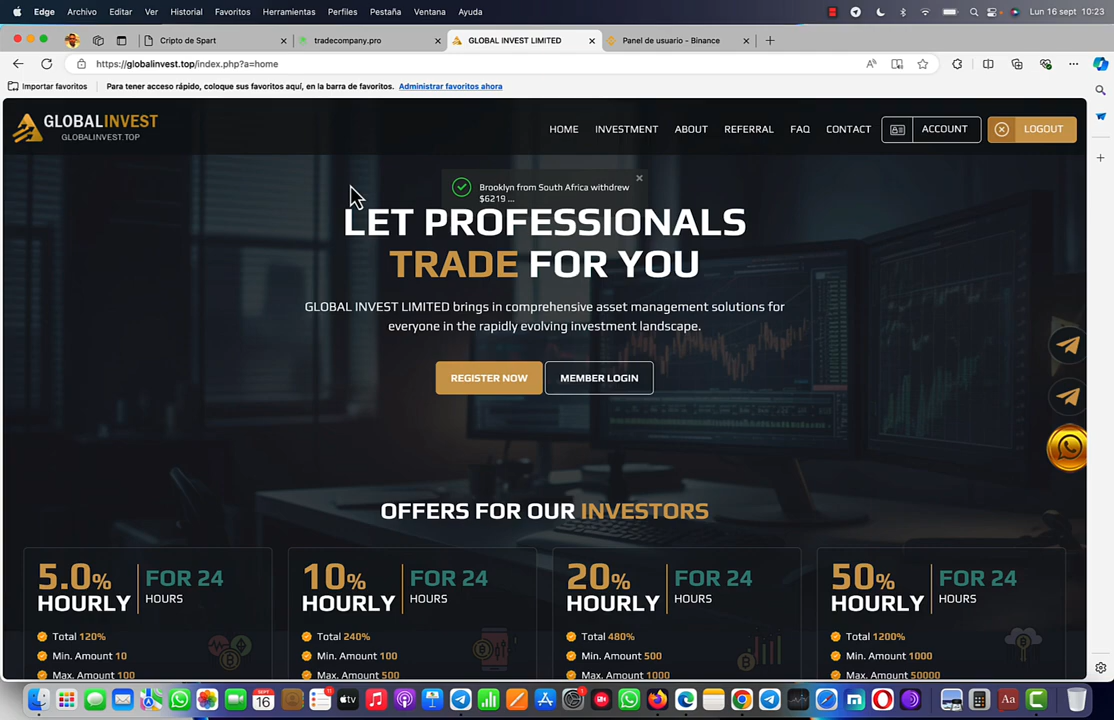 Edge Archivo Editar Ver Historial Favoritos Herramientas Perfiles Pestaña Ventana Ayuda Lun 16 sept 10:23
Cripto de Spart tradecompany.pro GLOBAL INVEST LIMITED Panel de usuario - Binance
https://globalinvest.top/index.php?a=home
Importar favoritos Para tener acceso rápido, coloque sus favoritos aquí, en la barra de favoritos. Administrar favoritos ahora
GLOBALINVEST
GLOBALINVEST.TOP
HOME INVESTMENT ABOUT REFERRAL FAQ CONTACT ACCOUNT LOGOUT
Brooklyn from South Africa withdrew
$6219 ...
LET PROFESSIONALS
TRADE FOR YOU
GLOBAL INVEST LIMITED brings in comprehensive asset management solutions for
everyone in the rapidly evolving investment landscape.
REGISTER NOW MEMBER LOGIN
OFFERS FOR OUR INVESTORS
5.0% HOURLY
FOR 24 HOURS
Total 120%
Min. Amount 10
Max. Amount 100
10% HOURLY
FOR 24 HOURS
Total 240%
Min. Amount 100
Max. Amount 1000
20% HOURLY
FOR 24 HOURS
Total 480%
Min. Amount 500
Max. Amount 5000
50% HOURLY
FOR 24 HOURS
Total 1200%
Min. Amount 1000
Max. Amount 50000
SEPT
16
11
1
Aa